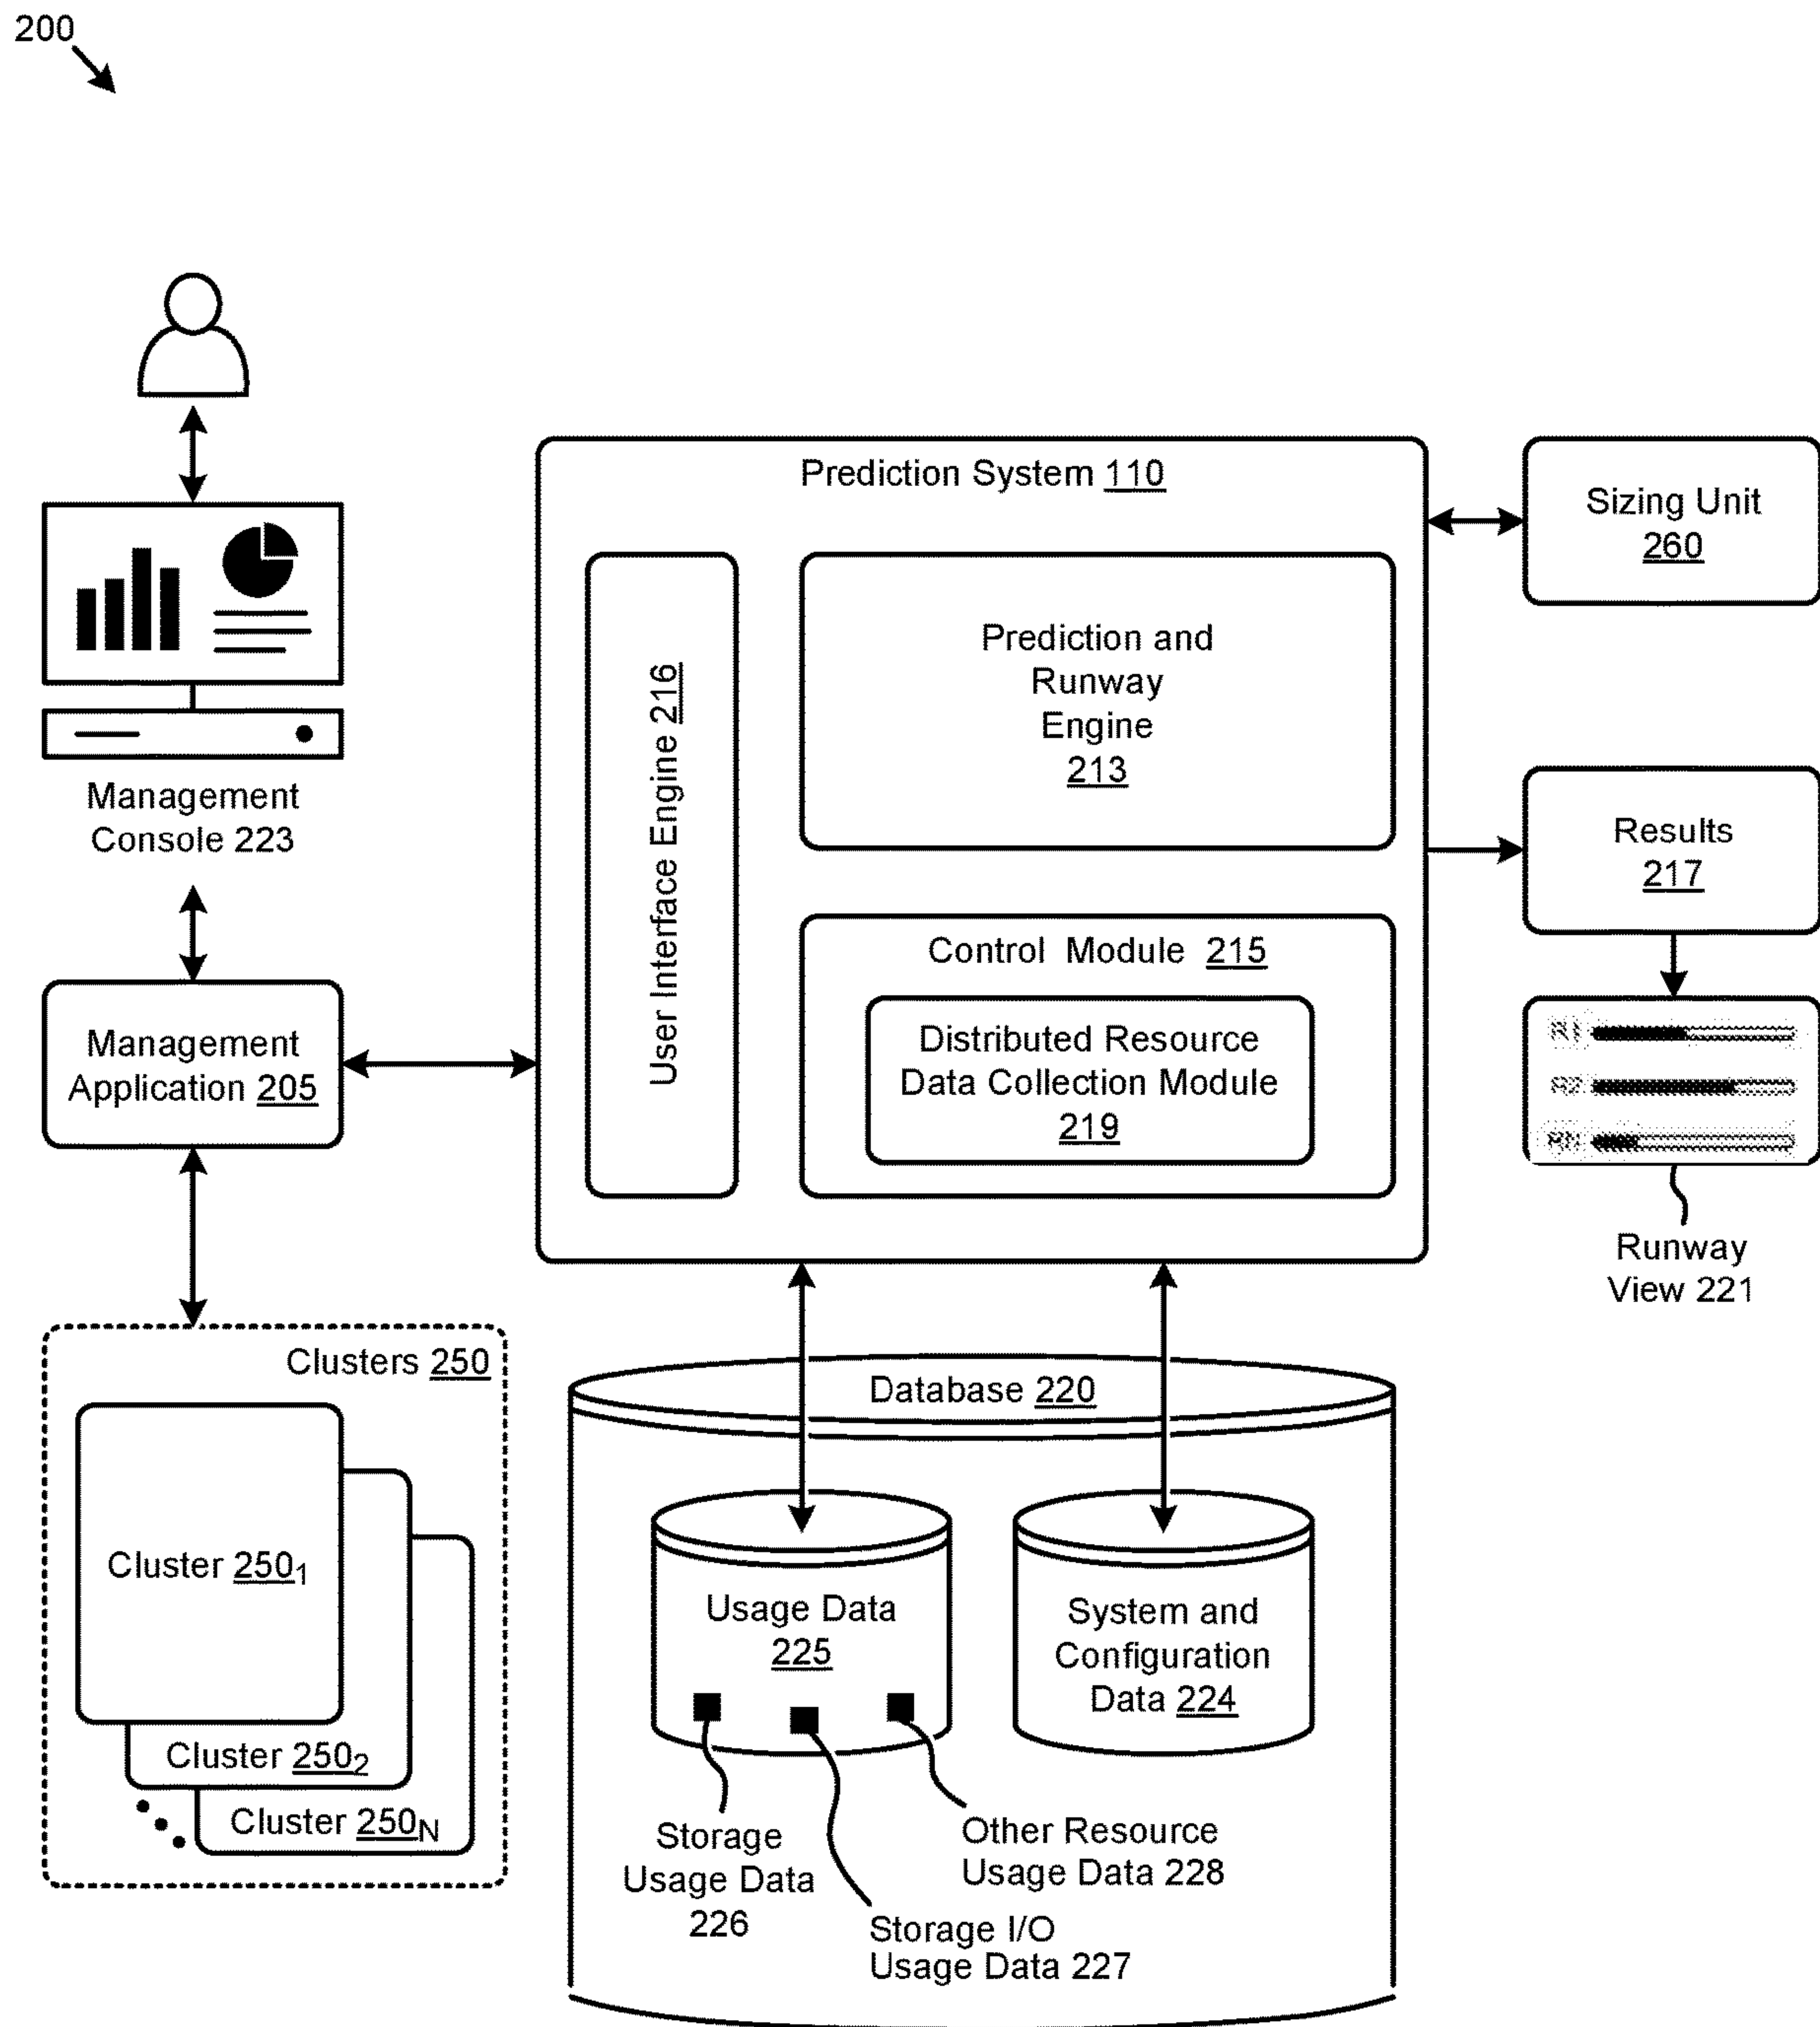 200
Prediction System 110
Sizing Unit
260
Prediction and
Runway
Engine
213
User Interface Engine 216
Management
Console 223
Results
217
Control Module 215
Distributed Resource
Data Collection Module
219
Management
Application 205
R1
R2
RN
Runway
View 221
Clusters 250
Cluster 250₁
Cluster 250₂
Cluster 250N
Database 220
Usage Data
225
System and
Configuration
Data 224
Storage
Usage Data
226
Other Resource
Usage Data 228
Storage I/O
Usage Data 227